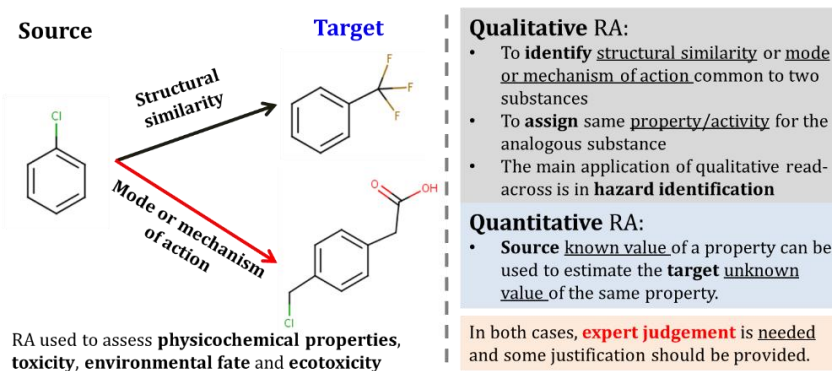 Source
Target
Structural
similarity
Mode or mechanism
of action
Cl
F
F
F
O
OH
Cl
RA used to assess physicochemical properties,
toxicity, environmental fate and ecotoxicity
Qualitative RA:
• To identify structural similarity or mode
or mechanism of action common to two
substances
• To assign same property/activity for the
analogous substance
• The main application of qualitative read-
across is in hazard identification
Quantitative RA:
• Source known value of a property can be
used to estimate the target unknown
value of the same property.
In both cases, expert judgement is needed
and some justification should be provided.